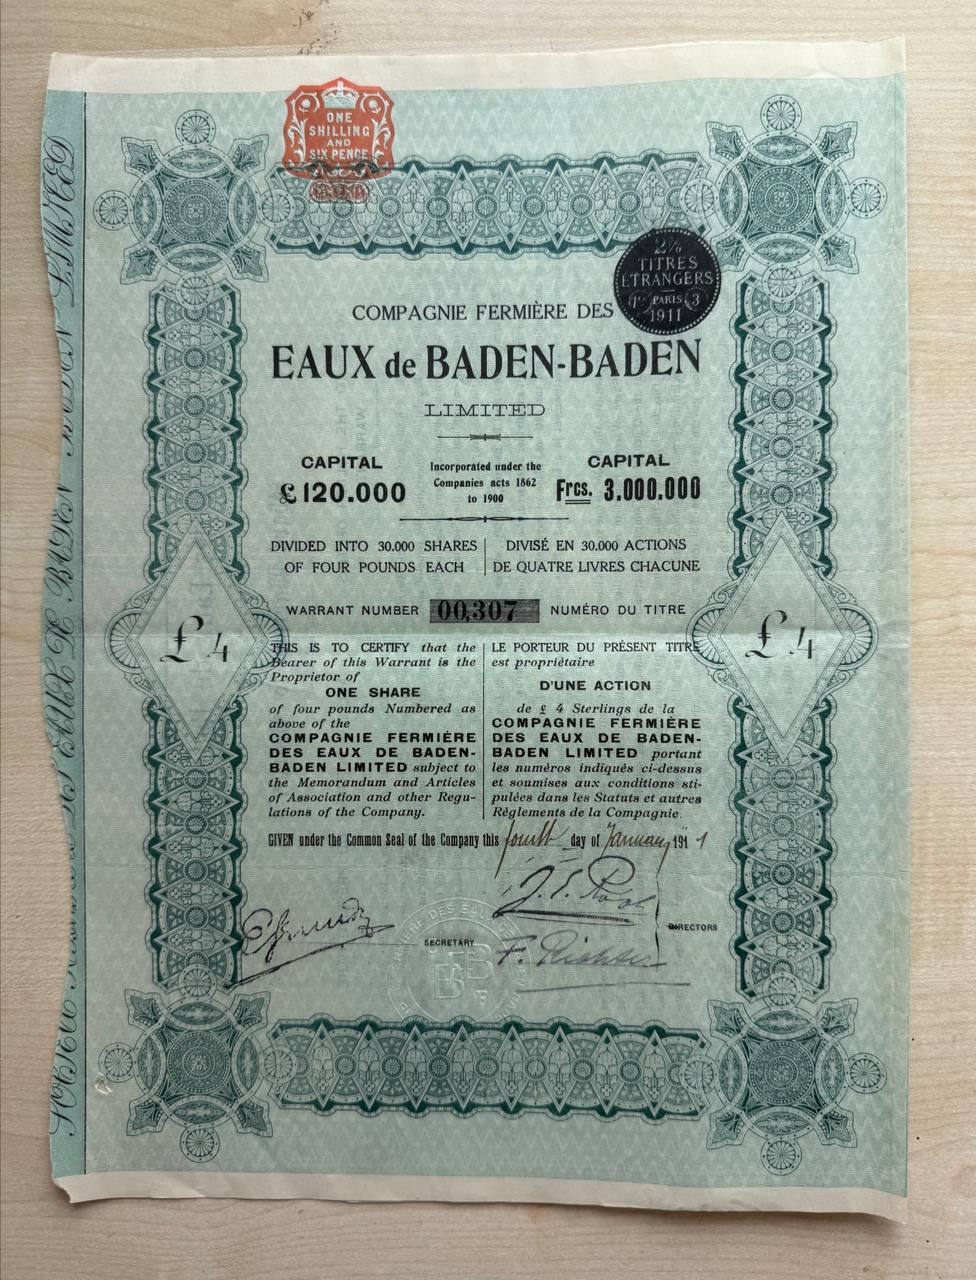 ONE
SHILLING
AND
SIX PENCE
2%
TITRES
ÉTRANGERS
PARIS 3
1911
COMPAGNIE FERMIÈRE DES
EAUX de BADEN-BADEN
LIMITED
CAPITAL
£120.000
Incorporated under the
Companies acts 1862
to 1900
CAPITAL
Frcs. 3.000.000
DIVIDED INTO 30.000 SHARES
OF FOUR POUNDS EACH
DIVISÉ EN 30.000 ACTIONS
DE QUATRE LIVRES CHACUNE
WARRANT NUMBER 00,307 NUMÉRO DU TITRE
£4
£4
THIS IS TO CERTIFY that the
Bearer of this Warrant is the
Proprietor of
ONE SHARE
of four pounds Numbered as
above of the
COMPAGNIE FERMIÈRE
DES EAUX DE BADEN-
BADEN LIMITED subject to
the Memorandum and Articles
of Association and other Regu-
lations of the Company.
LE PORTEUR DU PRÉSENT TITRE
est propriétaire
D'UNE ACTION
de £ 4 Sterlings de la
COMPAGNIE FERMIÈRE
DES EAUX DE BADEN-
BADEN LIMITED portant
les numéros indiqués ci-dessus
et soumises aux conditions sti-
pulées dans les Statuts et autres
Règlements de la Compagnie.
GIVEN under the Common Seal of the Company this fourth day of January 1911
SECRETARY
F. Richter
DIRECTORS